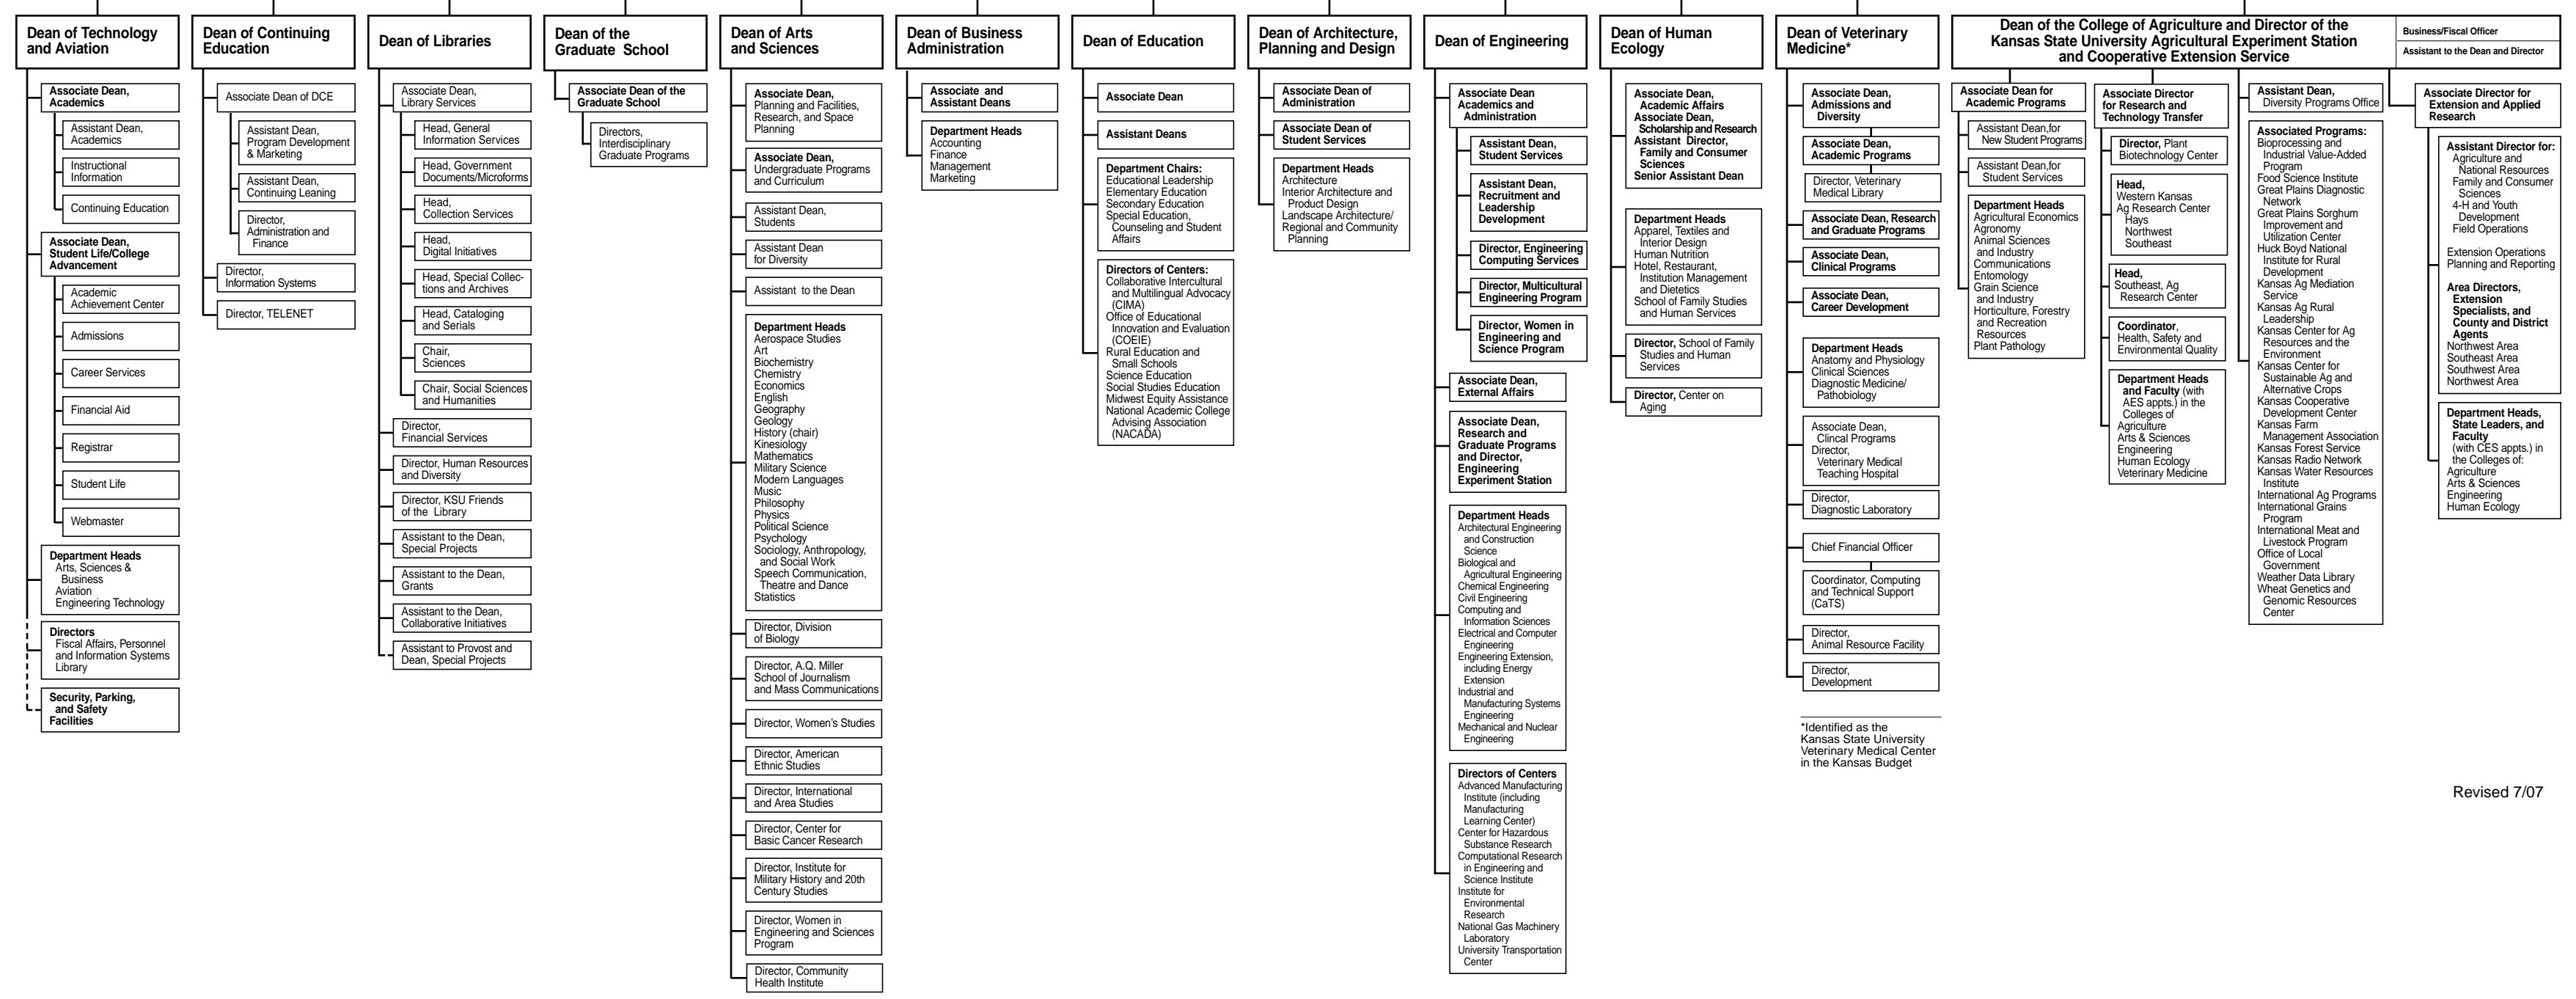 Dean of Technology
and Aviation
Associate Dean,
Academics
Assistant Dean,
Academics
Instructional
Information
Continuing Education
Associate Dean,
Student Life/College
Advancement
Academic
Achievement Center
Admissions
Career Services
Financial Aid
Registrar
Student Life
Webmaster
Department Heads
Arts, Sciences &
Business
Aviation
Engineering Technology
Directors
Fiscal Affairs, Personnel
and Information Systems
Library
Security, Parking,
and Safety
Facilities
Dean of Continuing
Education
Associate Dean of DCE
Assistant Dean,
Program Development
& Marketing
Assistant Dean,
Continuing Leaning
Director,
Administration and
Finance
Director,
Information Systems
Director, TELENET
Dean of Libraries
Associate Dean,
Library Services
Head, General
Information Services
Head, Government
Documents/Microforms
Head,
Collection Services
Head,
Digital Initiatives
Head, Special Collec-
tions and Archives
Head, Cataloging
and Serials
Chair,
Sciences
Chair, Social Sciences
and Humanities
Director,
Financial Services
Director, Human Resources
and Diversity
Director, KSU Friends
of the Library
Assistant to the Dean,
Special Projects
Assistant to the Dean,
Grants
Assistant to the Dean,
Collaborative Initiatives
Assistant to Provost and
Dean, Special Projects
Dean of the
Graduate School
Associate Dean of the
Graduate School
Directors,
Interdisciplinary
Graduate Programs
Dean of Arts
and Sciences
Associate Dean,
Planning and Facilities,
Research, and Space
Planning
Associate Dean,
Undergraduate Programs
and Curriculum
Assistant Dean,
Students
Assistant Dean
for Diversity
Assistant to the Dean
Department Heads
Aerospace Studies
Art
Biochemistry
Chemistry
Economics
English
Geography
Geology
History (chair)
Kinesiology
Mathematics
Military Science
Modern Languages
Music
Philosophy
Physics
Political Science
Psychology
Sociology, Anthropology,
and Social Work
Speech Communication,
Theatre and Dance
Statistics
Director, Division
of Biology
Director, A.Q. Miller
School of Journalism
and Mass Communications
Director, Women's Studies
Director, American
Ethnic Studies
Director, International
and Area Studies
Director, Center for
Basic Cancer Research
Director, Institute for
Military History and 20th
Century Studies
Director, Women in
Engineering and Sciences
Program
Director, Community
Health Institute
Dean of Business
Administration
Associate and
Assistant Deans
Department Heads
Accounting
Finance
Management
Marketing
Dean of Education
Associate Dean
Assistant Deans
Department Chairs:
Educational Leadership
Elementary Education
Secondary Education
Special Education,
Counseling and Student
Affairs
Directors of Centers:
Collaborative Intercultural
and Multilingual Advocacy
(CIMA)
Office of Educational
Innovation and Evaluation
(COEIE)
Rural Education and
Small Schools
Science Education
Social Studies Education
Midwest Equity Assistance
National Academic College
Advising Association
(NACADA)
Dean of Architecture,
Planning and Design
Associate Dean of
Administration
Associate Dean of
Student Services
Department Heads
Architecture
Interior Architecture and
Product Design
Landscape Architecture/
Regional and Community
Planning
Dean of Engineering
Associate Dean
Academics and
Administration
Assistant Dean,
Student Services
Assistant Dean,
Recruitment and
Leadership
Development
Director, Engineering
Computing Services
Director, Multicultural
Engineering Program
Director, Women in
Engineering and
Science Program
Associate Dean,
External Affairs
Associate Dean,
Research and
Graduate Programs
and Director,
Engineering
Experiment Station
Department Heads
Architectural Engineering
and Construction
Science
Biological and
Agricultural Engineering
Chemical Engineering
Civil Engineering
Computing and
Information Sciences
Electrical and Computer
Engineering
Engineering Extension,
including Energy
Extension
Industrial and
Manufacturing Systems
Engineering
Mechanical and Nuclear
Engineering
Directors of Centers
Advanced Manufacturing
Institute (including
Manufacturing
Learning Center)
Center for Hazardous
Substance Research
Computational Research
in Engineering and
Science Institute
Institute for
Environmental
Research
National Gas Machinery
Laboratory
University Transportation
Center
Dean of Human
Ecology
Associate Dean,
Academic Affairs
Associate Dean,
Scholarship and Research
Assistant Director,
Family and Consumer
Sciences
Senior Assistant Dean
Department Heads
Apparel, Textiles and
Interior Design
Human Nutrition
Hotel, Restaurant,
Institution Management
and Dietetics
School of Family Studies
and Human Services
Director, School of Family
Studies and Human
Services
Director, Center on
Aging
Dean of Veterinary
Medicine*
Associate Dean,
Admissions and
Diversity
Associate Dean,
Academic Programs
Director, Veterinary
Medical Library
Associate Dean, Research
and Graduate Programs
Associate Dean,
Clinical Programs
Associate Dean,
Career Development
Department Heads
Anatomy and Physiology
Clinical Sciences
Diagnostic Medicine/
Pathobiology
Associate Dean,
Clincal Programs
Director,
Veterinary Medical
Teaching Hospital
Director,
Diagnostic Laboratory
Chief Financial Officer
Coordinator, Computing
and Technical Support
(CaTS)
Director,
Animal Resource Facility
Director,
Development
*Identified as the
Kansas State University
Veterinary Medical Center
in the Kansas Budget
Dean of the College of Agriculture and Director of the
Kansas State University Agricultural Experiment Station
and Cooperative Extension Service
Business/Fiscal Officer
Assistant to the Dean and Director
Associate Dean for
Academic Programs
Assistant Dean,for
New Student Programs
Assistant Dean,for
Student Services
Department Heads
Agricultural Economics
Agronomy
Animal Sciences
and Industry
Communications
Entomology
Grain Science
and Industry
Horticulture, Forestry
and Recreation
Resources
Plant Pathology
Associate Director
for Research and
Technology Transfer
Director, Plant
Biotechnology Center
Head,
Western Kansas
Ag Research Center
Hays
Northwest
Southeast
Head,
Southeast, Ag
Research Center
Coordinator,
Health, Safety and
Environmental Quality
Department Heads
and Faculty (with
AES appts.) in the
Colleges of
Agriculture
Arts & Sciences
Engineering
Human Ecology
Veterinary Medicine
Assistant Dean,
Diversity Programs Office
Associated Programs:
Bioprocessing and
Industrial Value-Added
Program
Food Science Institute
Great Plains Diagnostic
Network
Great Plains Sorghum
Improvement and
Utilization Center
Huck Boyd National
Institute for Rural
Development
Kansas Ag Mediation
Service
Kansas Ag Rural
Leadership
Kansas Center for Ag
Resources and the
Environment
Kansas Center for
Sustainable Ag and
Alternative Crops
Kansas Cooperative
Development Center
Kansas Farm
Management Association
Kansas Forest Service
Kansas Radio Network
Kansas Water Resources
Institute
International Ag Programs
International Grains
Program
International Meat and
Livestock Program
Office of Local
Government
Weather Data Library
Wheat Genetics and
Genomic Resources
Center
Associate Director for
Extension and Applied
Research
Assistant Director for:
Agriculture and
National Resources
Family and Consumer
Sciences
4-H and Youth
Development
Field Operations
Extension Operations
Planning and Reporting
Area Directors,
Extension
Specialists, and
County and District
Agents
Northwest Area
Southeast Area
Southwest Area
Northwest Area
Department Heads,
State Leaders, and
Faculty
(with CES appts.) in
the Colleges of:
Agriculture
Arts & Sciences
Engineering
Human Ecology
Revised 7/07